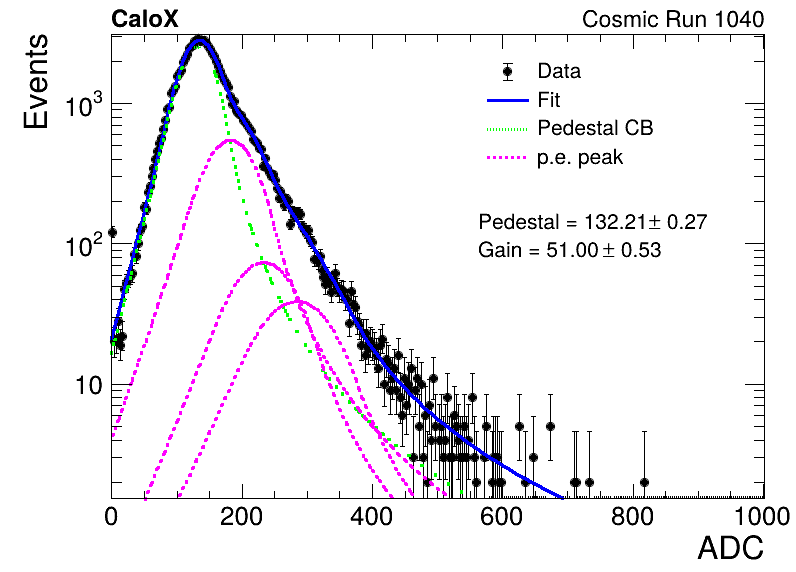 CaloX Cosmic Run 1040
Events
Data
Fit
Pedestal CB
p.e. peak
Pedestal = 132.21± 0.27
Gain = 51.00 ± 0.53
10³
10²
10
0 200 400 600 800 1000
ADC